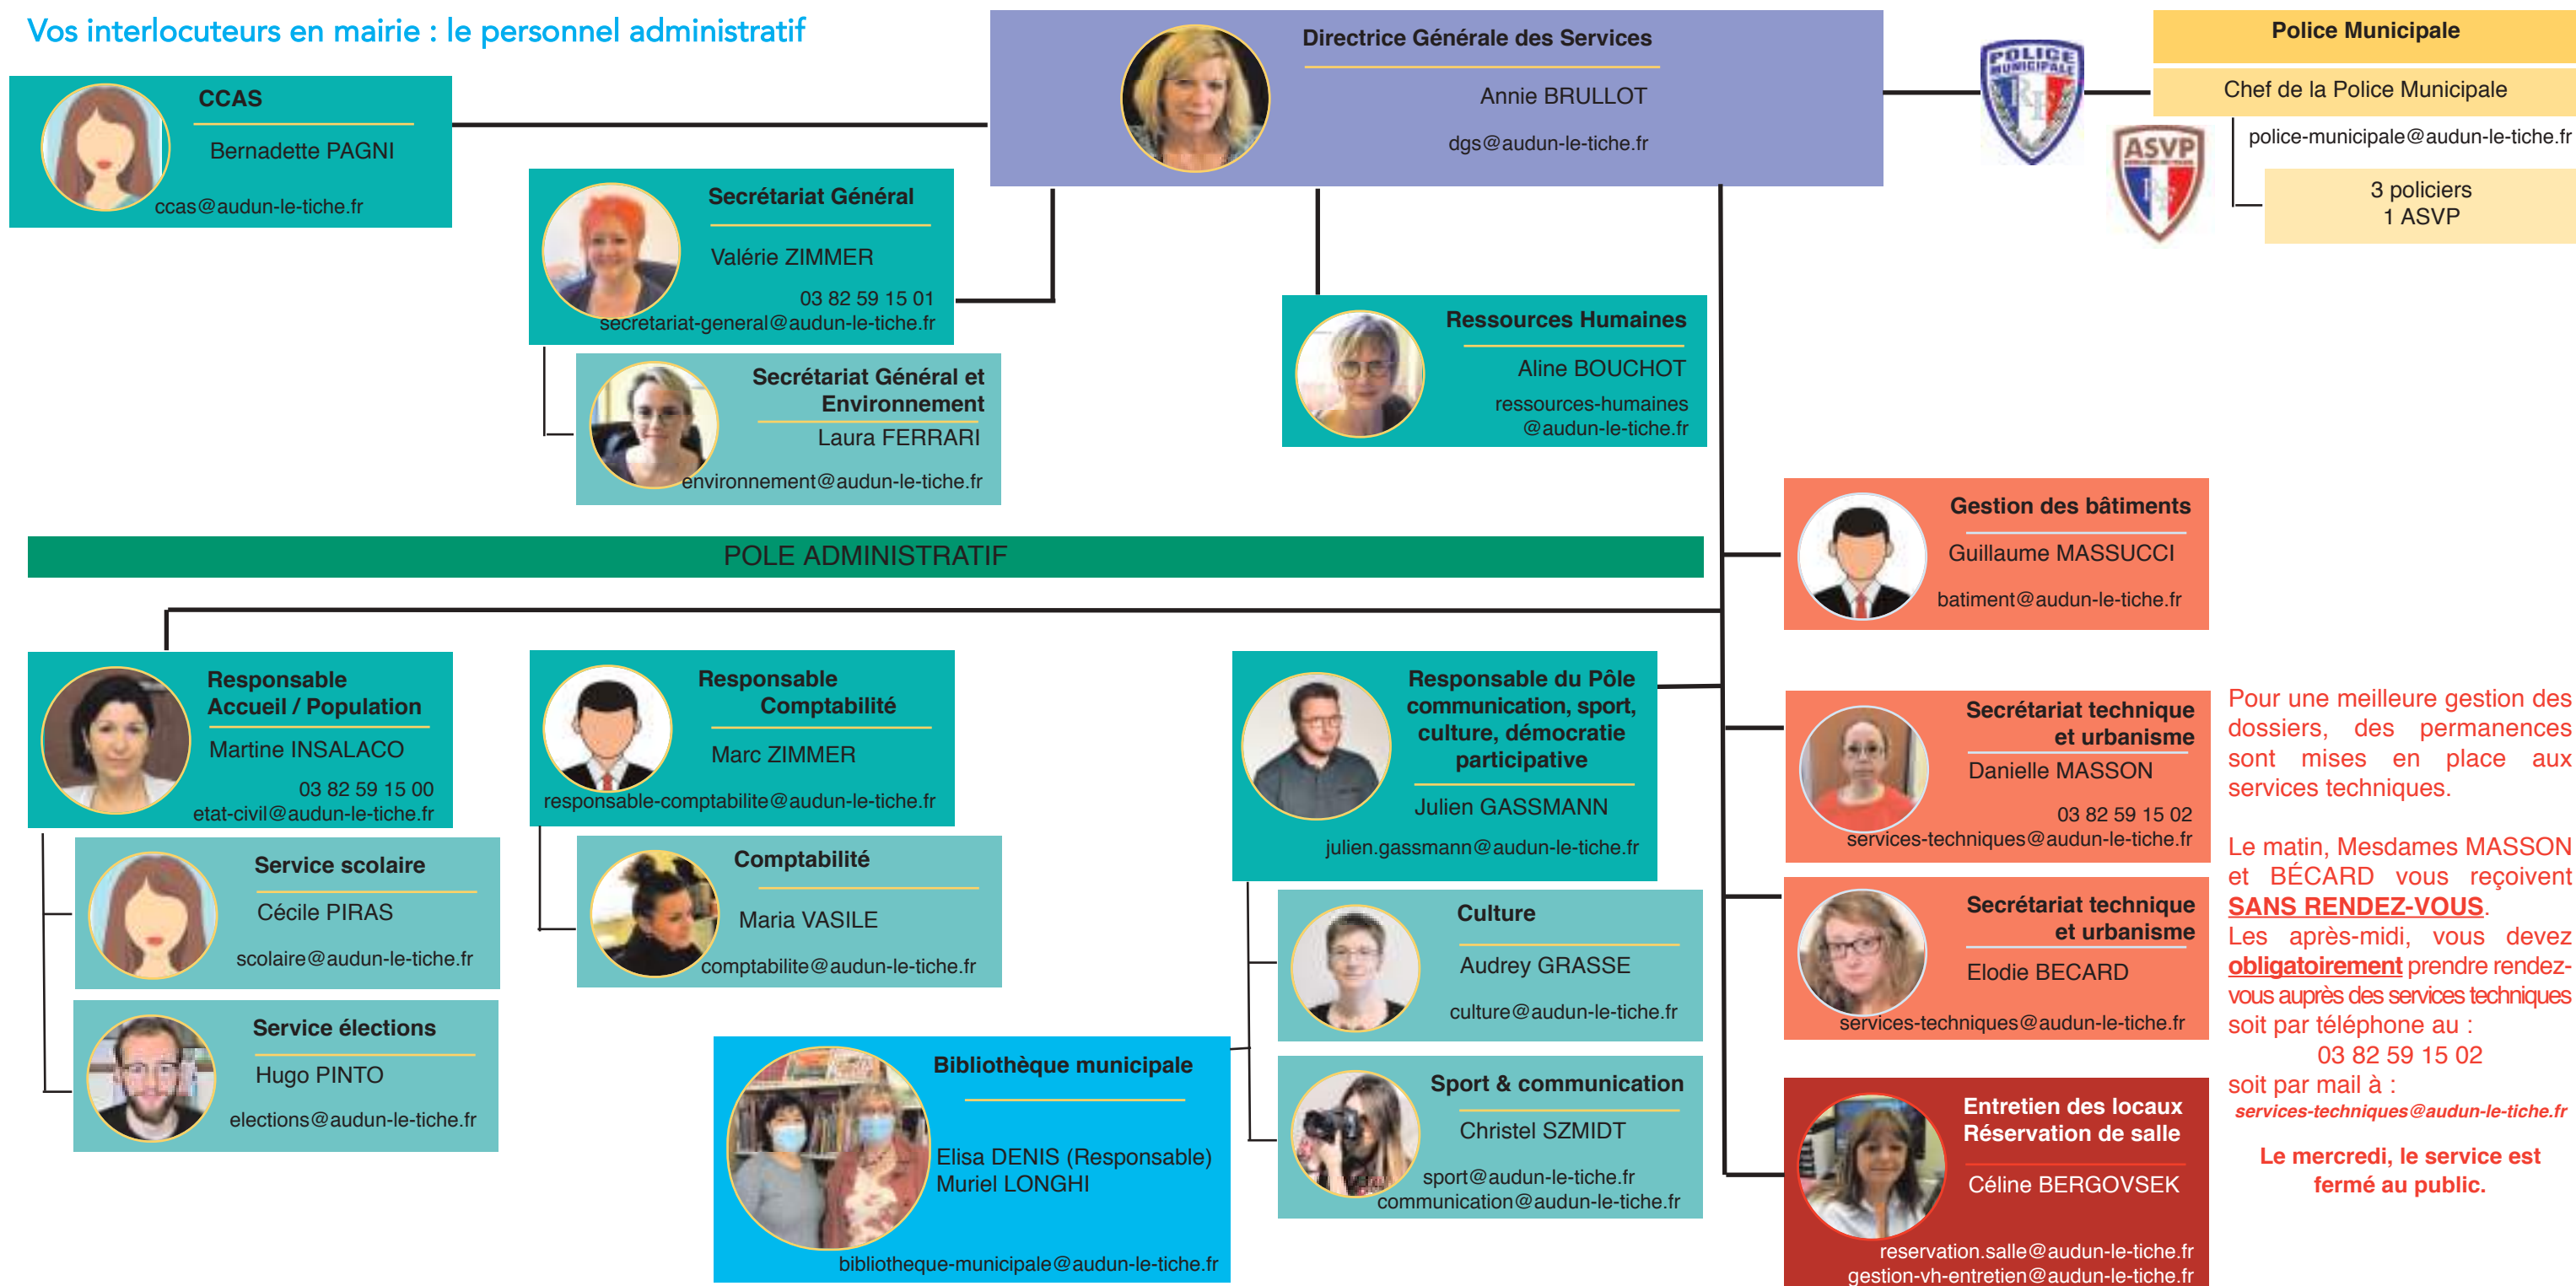 Vos interlocuteurs en mairie : le personnel administratif
CCAS
Bernadette PAGNI
ccas@audun-le-tiche.fr
Directrice Générale des Services
Annie BRULLOT
dgs@audun-le-tiche.fr
POLICE
MUNICIPALE
RF
Police Municipale
Chef de la Police Municipale
police-municipale@audun-le-tiche.fr
ASVP
RF
3 policiers
1 ASVP
Secrétariat Général
Valérie ZIMMER
03 82 59 15 01
secretariat-general@audun-le-tiche.fr
Secrétariat Général et
Environnement
Laura FERRARI
environnement@audun-le-tiche.fr
Ressources Humaines
Aline BOUCHOT
ressources-humaines
@audun-le-tiche.fr
Gestion des bâtiments
Guillaume MASSUCCI
batiment@audun-le-tiche.fr
POLE ADMINISTRATIF
Responsable
Accueil / Population
Martine INSALACO
03 82 59 15 00
etat-civil@audun-le-tiche.fr
Service scolaire
Cécile PIRAS
scolaire@audun-le-tiche.fr
Service élections
Hugo PINTO
elections@audun-le-tiche.fr
Responsable
Comptabilité
Marc ZIMMER
responsable-comptabilite@audun-le-tiche.fr
Comptabilité
Maria VASILE
comptabilite@audun-le-tiche.fr
Bibliothèque municipale
Elisa DENIS (Responsable)
Muriel LONGHI
bibliotheque-municipale@audun-le-tiche.fr
Responsable du Pôle
communication, sport,
culture, démocratie
participative
Julien GASSMANN
julien.gassmann@audun-le-tiche.fr
Culture
Audrey GRASSE
culture@audun-le-tiche.fr
Sport & communication
Christel SZMIDT
sport@audun-le-tiche.fr
communication@audun-le-tiche.fr
Secrétariat technique
et urbanisme
Danielle MASSON
03 82 59 15 02
services-techniques@audun-le-tiche.fr
Secrétariat technique
et urbanisme
Elodie BECARD
services-techniques@audun-le-tiche.fr
Entretien des locaux
Réservation de salle
Céline BERGOVSEK
reservation.salle@audun-le-tiche.fr
gestion-vh-entretien@audun-le-tiche.fr
Pour une meilleure gestion des
dossiers, des permanences
sont mises en place aux
services techniques.
Le matin, Mesdames MASSON
et BÉCARD vous reçoivent
SANS RENDEZ-VOUS.
Les après-midi, vous devez
obligatoirement prendre rendez-
vous auprès des services techniques
soit par téléphone au :
03 82 59 15 02
soit par mail à :
services-techniques@audun-le-tiche.fr
Le mercredi, le service est
fermé au public.